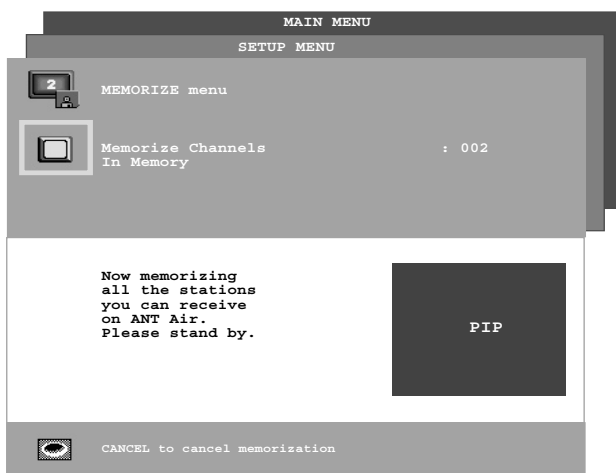 MAIN MENU
SETUP MENU
2
MEMORIZE menu
Memorize Channels : 002
In Memory
Now memorizing
all the stations
you can receive
on ANT Air.
Please stand by.
PIP
CANCEL to cancel memorization